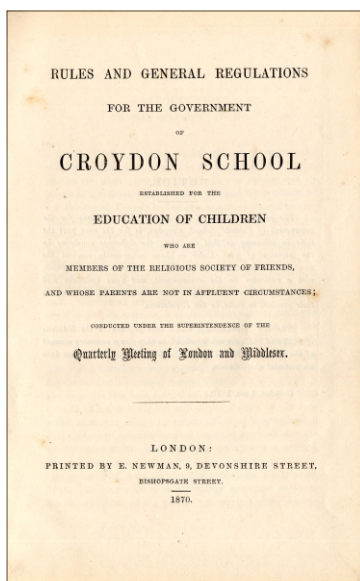 RULES AND GENERAL REGULATIONS
FOR THE GOVERNMENT
OF
CROYDON SCHOOL
ESTABLISHED FOR THE
EDUCATION OF CHILDREN
WHO ARE
MEMBERS OF THE RELIGIOUS SOCIETY OF FRIENDS,
AND WHOSE PARENTS ARE NOT IN AFFLUENT CIRCUMSTANCES;
CONDUCTED UNDER THE SUPERINTENDENCE OF THE
Quarterly Meeting of London and Middlesex.
LONDON:
PRINTED BY E. NEWMAN, 9, DEVONSHIRE STREET,
BISHOPSGATE STREET.
1870.